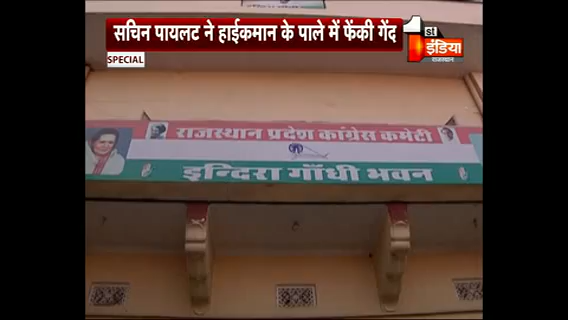 सचिन पायलट ने हाईकमान के पाले में फेंकी गेंद
1st
इंडिया
राजस्थान
SPECIAL
राजस्थान प्रदेश कांग्रेस कमेटी
इन्दिरा गाँधी भवन